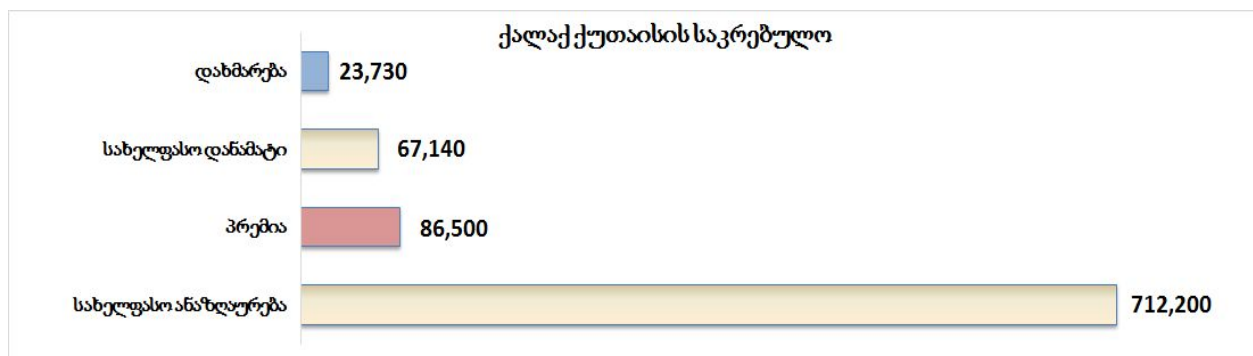 ქალაქ ქუთაისის საკრებულო
დახმარება 23,730
სახელფასო დანამატი 67,140
პრემია 86,500
სახელფასო ანაზღაურება 712,200